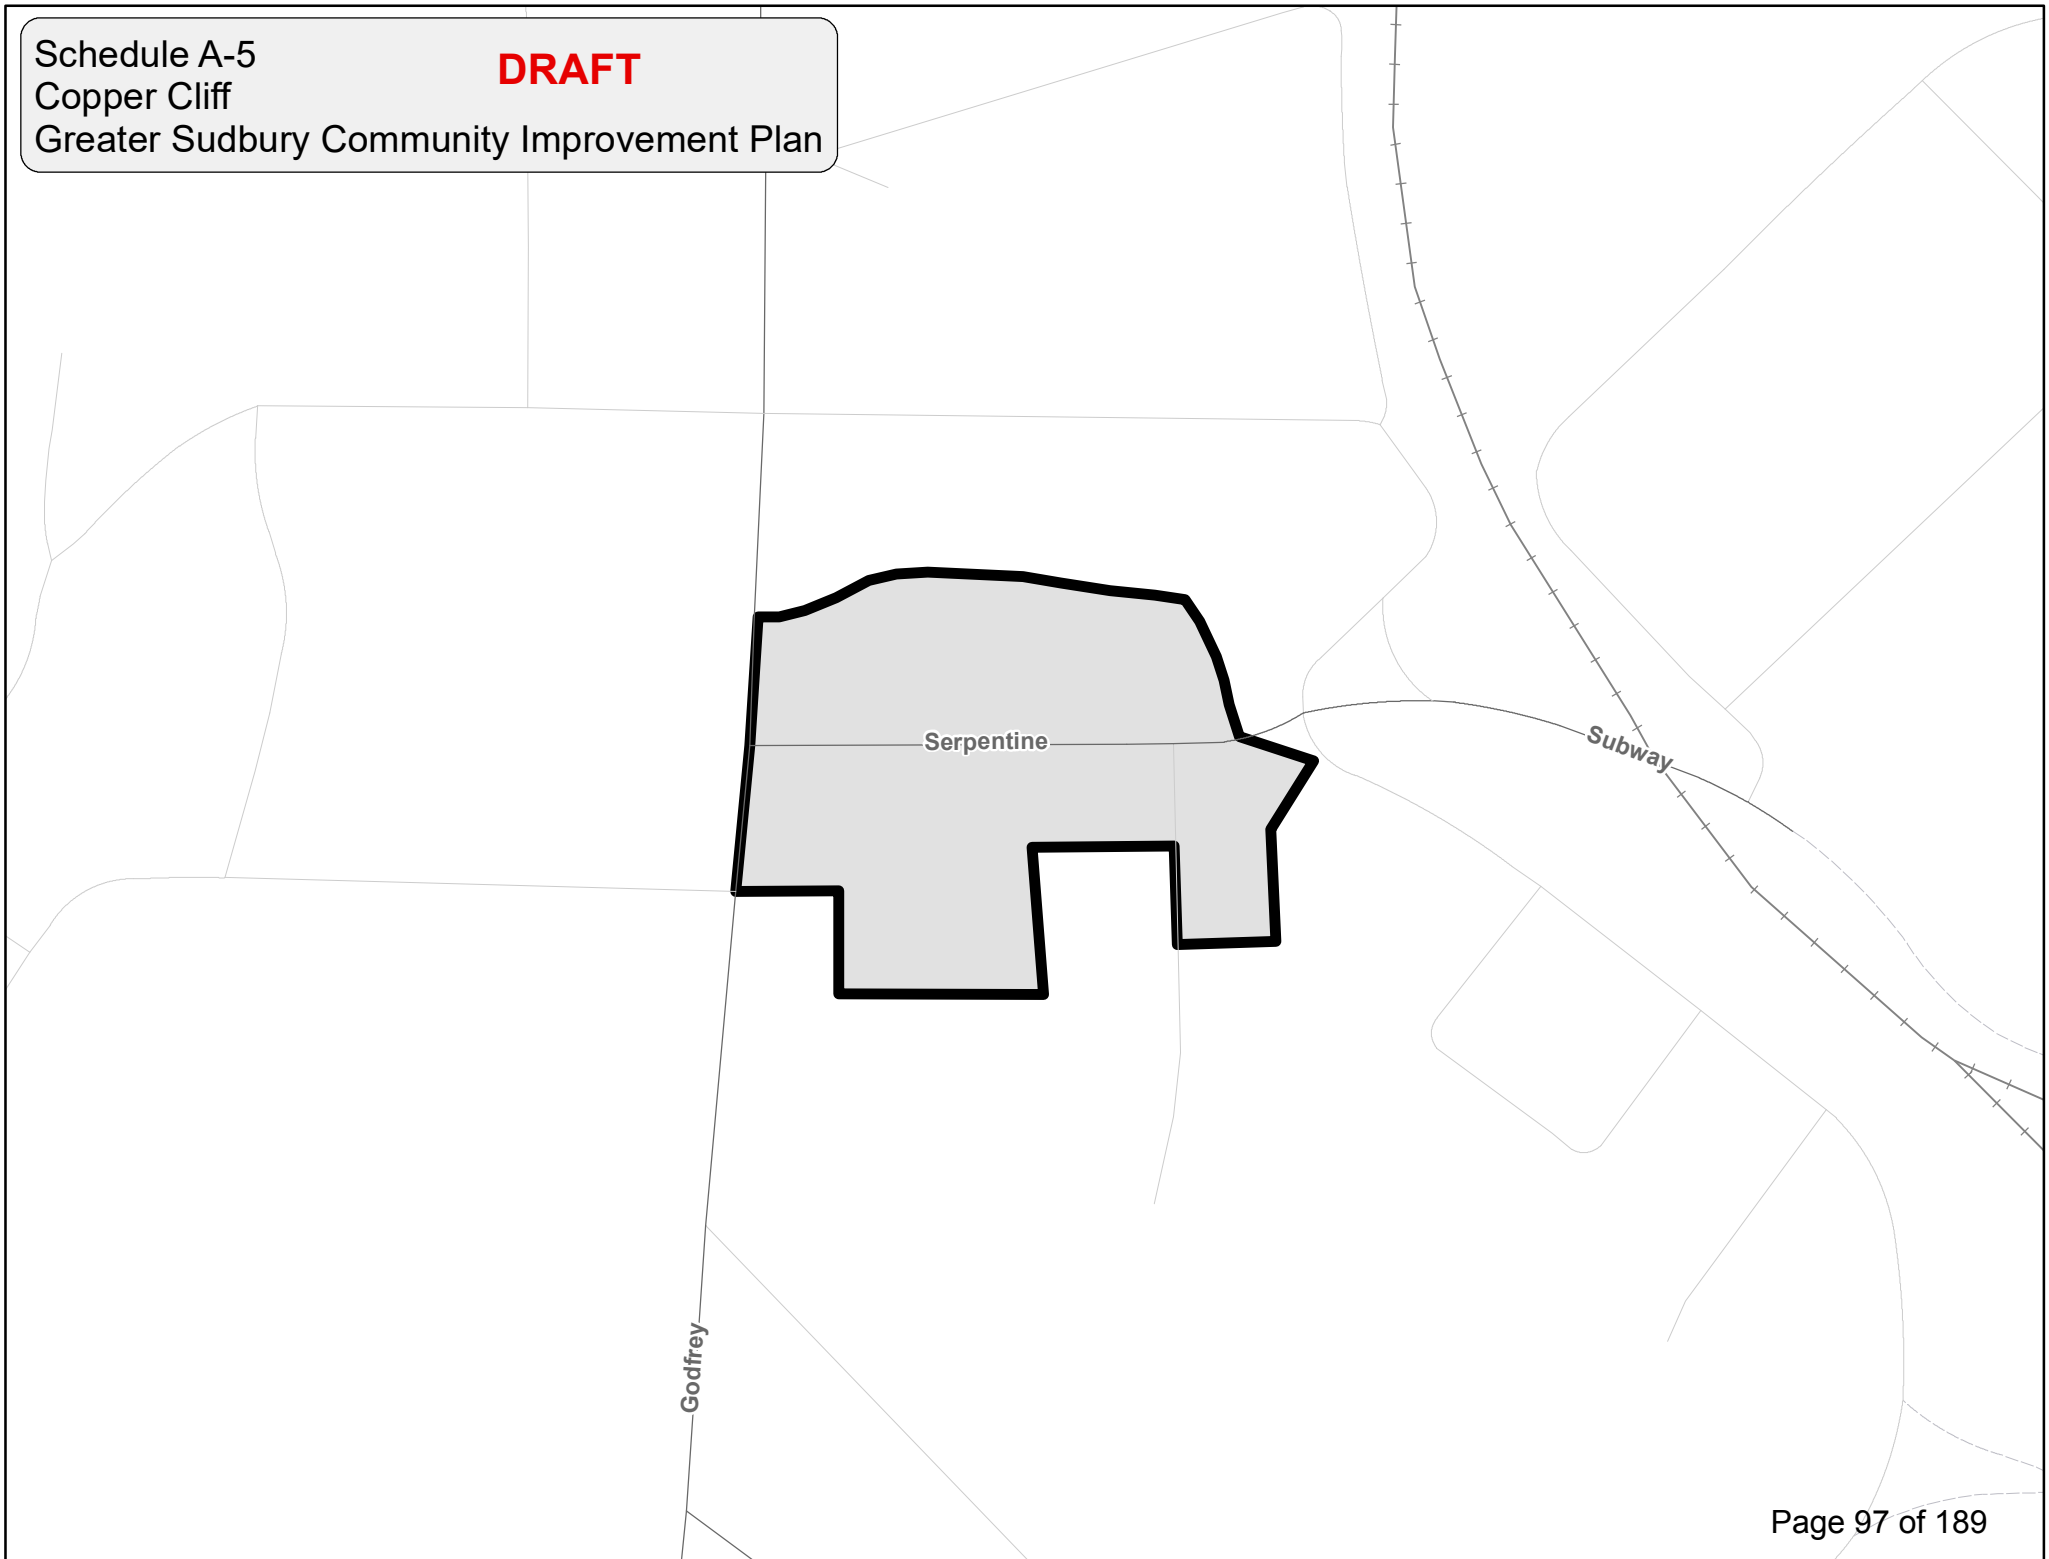 Schedule A-5
DRAFT
Copper Cliff
Greater Sudbury Community Improvement Plan
Serpentine
Subway
Godfrey
Page 97 of 189